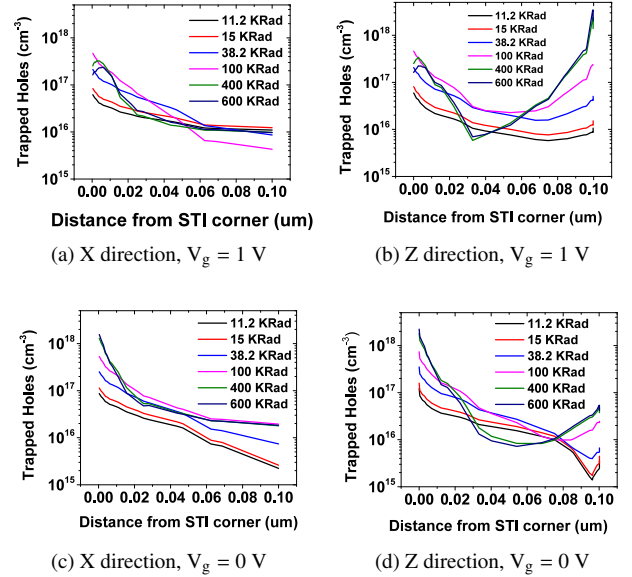 11.2 KRad
15 KRad
38.2 KRad
100 KRad
400 KRad
600 KRad
Trapped Holes (cm⁻³)
10¹⁸
10¹⁷
10¹⁶
10¹⁵
0.00 0.02 0.04 0.06 0.08 0.10
Distance from STI corner (um)
(a) X direction, V_g = 1 V
11.2 KRad
15 KRad
38.2 KRad
100 KRad
400 KRad
600 KRad
Trapped Holes (cm⁻³)
10¹⁸
10¹⁷
10¹⁶
10¹⁵
0.00 0.02 0.04 0.06 0.08 0.10
Distance from STI corner (um)
(b) Z direction, V_g = 1 V
11.2 KRad
15 KRad
38.2 KRad
100 KRad
400 KRad
600 KRad
Trapped Holes (cm⁻³)
10¹⁸
10¹⁷
10¹⁶
10¹⁵
0.00 0.02 0.04 0.06 0.08 0.10
Distance from STI corner (um)
(c) X direction, V_g = 0 V
11.2 KRad
15 KRad
38.2 KRad
100 KRad
400 KRad
600 KRad
Trapped Holes (cm⁻³)
10¹⁸
10¹⁷
10¹⁶
10¹⁵
0.00 0.02 0.04 0.06 0.08 0.10
Distance from STI corner (um)
(d) Z direction, V_g = 0 V